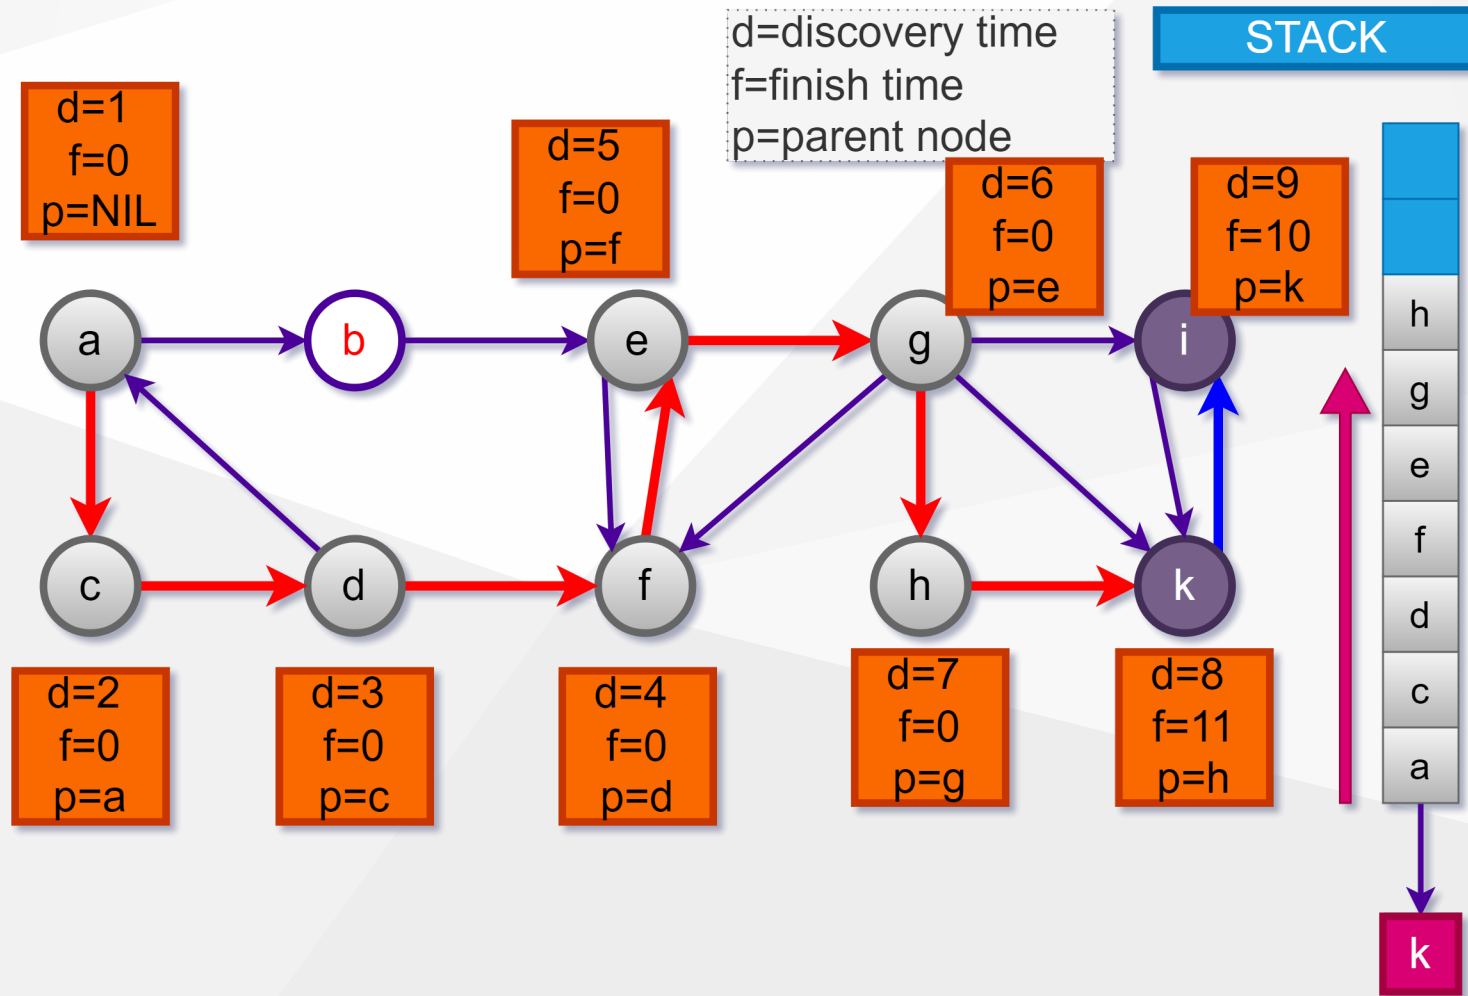 d=discovery time
f=finish time
p=parent node
STACK
d=1
f=0
p=NIL
d=5
f=0
p=f
d=6
f=0
p=e
d=9
f=10
p=k
a
b
e
g
i
c
d
f
h
k
d=2
f=0
p=a
d=3
f=0
p=c
d=4
f=0
p=d
d=7
f=0
p=g
d=8
f=11
p=h
h
g
e
f
d
c
a
k